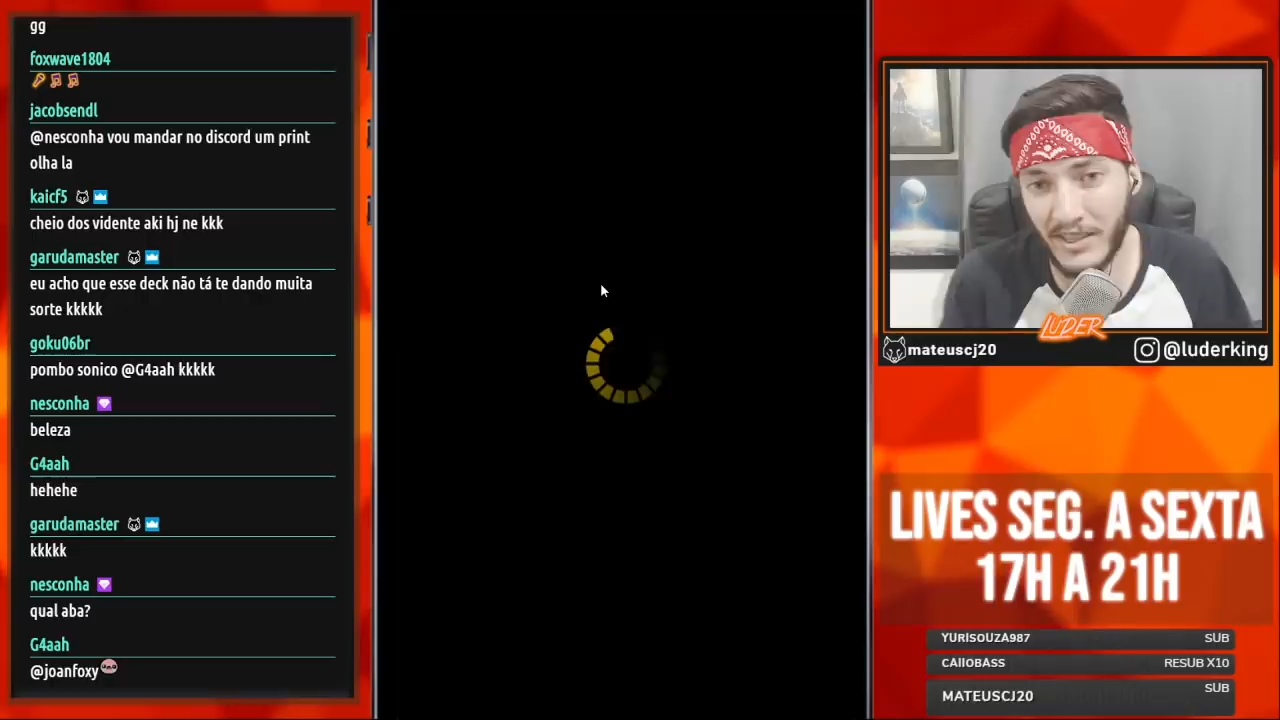 gg
foxwave1804
jacobsendl
@nesconha vou mandar no discord um print
olha la
kaicf5
cheio dos vidente aki hj ne kkk
garudamaster
eu acho que esse deck não tá te dando muita
sorte kkkkk
goku06br
pombo sonico @G4aah kkkkk
nesconha
beleza
G4aah
hehehe
garudamaster
kkkkk
nesconha
qual aba?
G4aah
@joanfoxy
LUDER
mateuscj20
@luderking
LIVES SEG. A SEXTA
17H A 21H
YURISOUZA987 SUB
CAIIOBASS RESUB X10
MATEUSCJ20 SUB